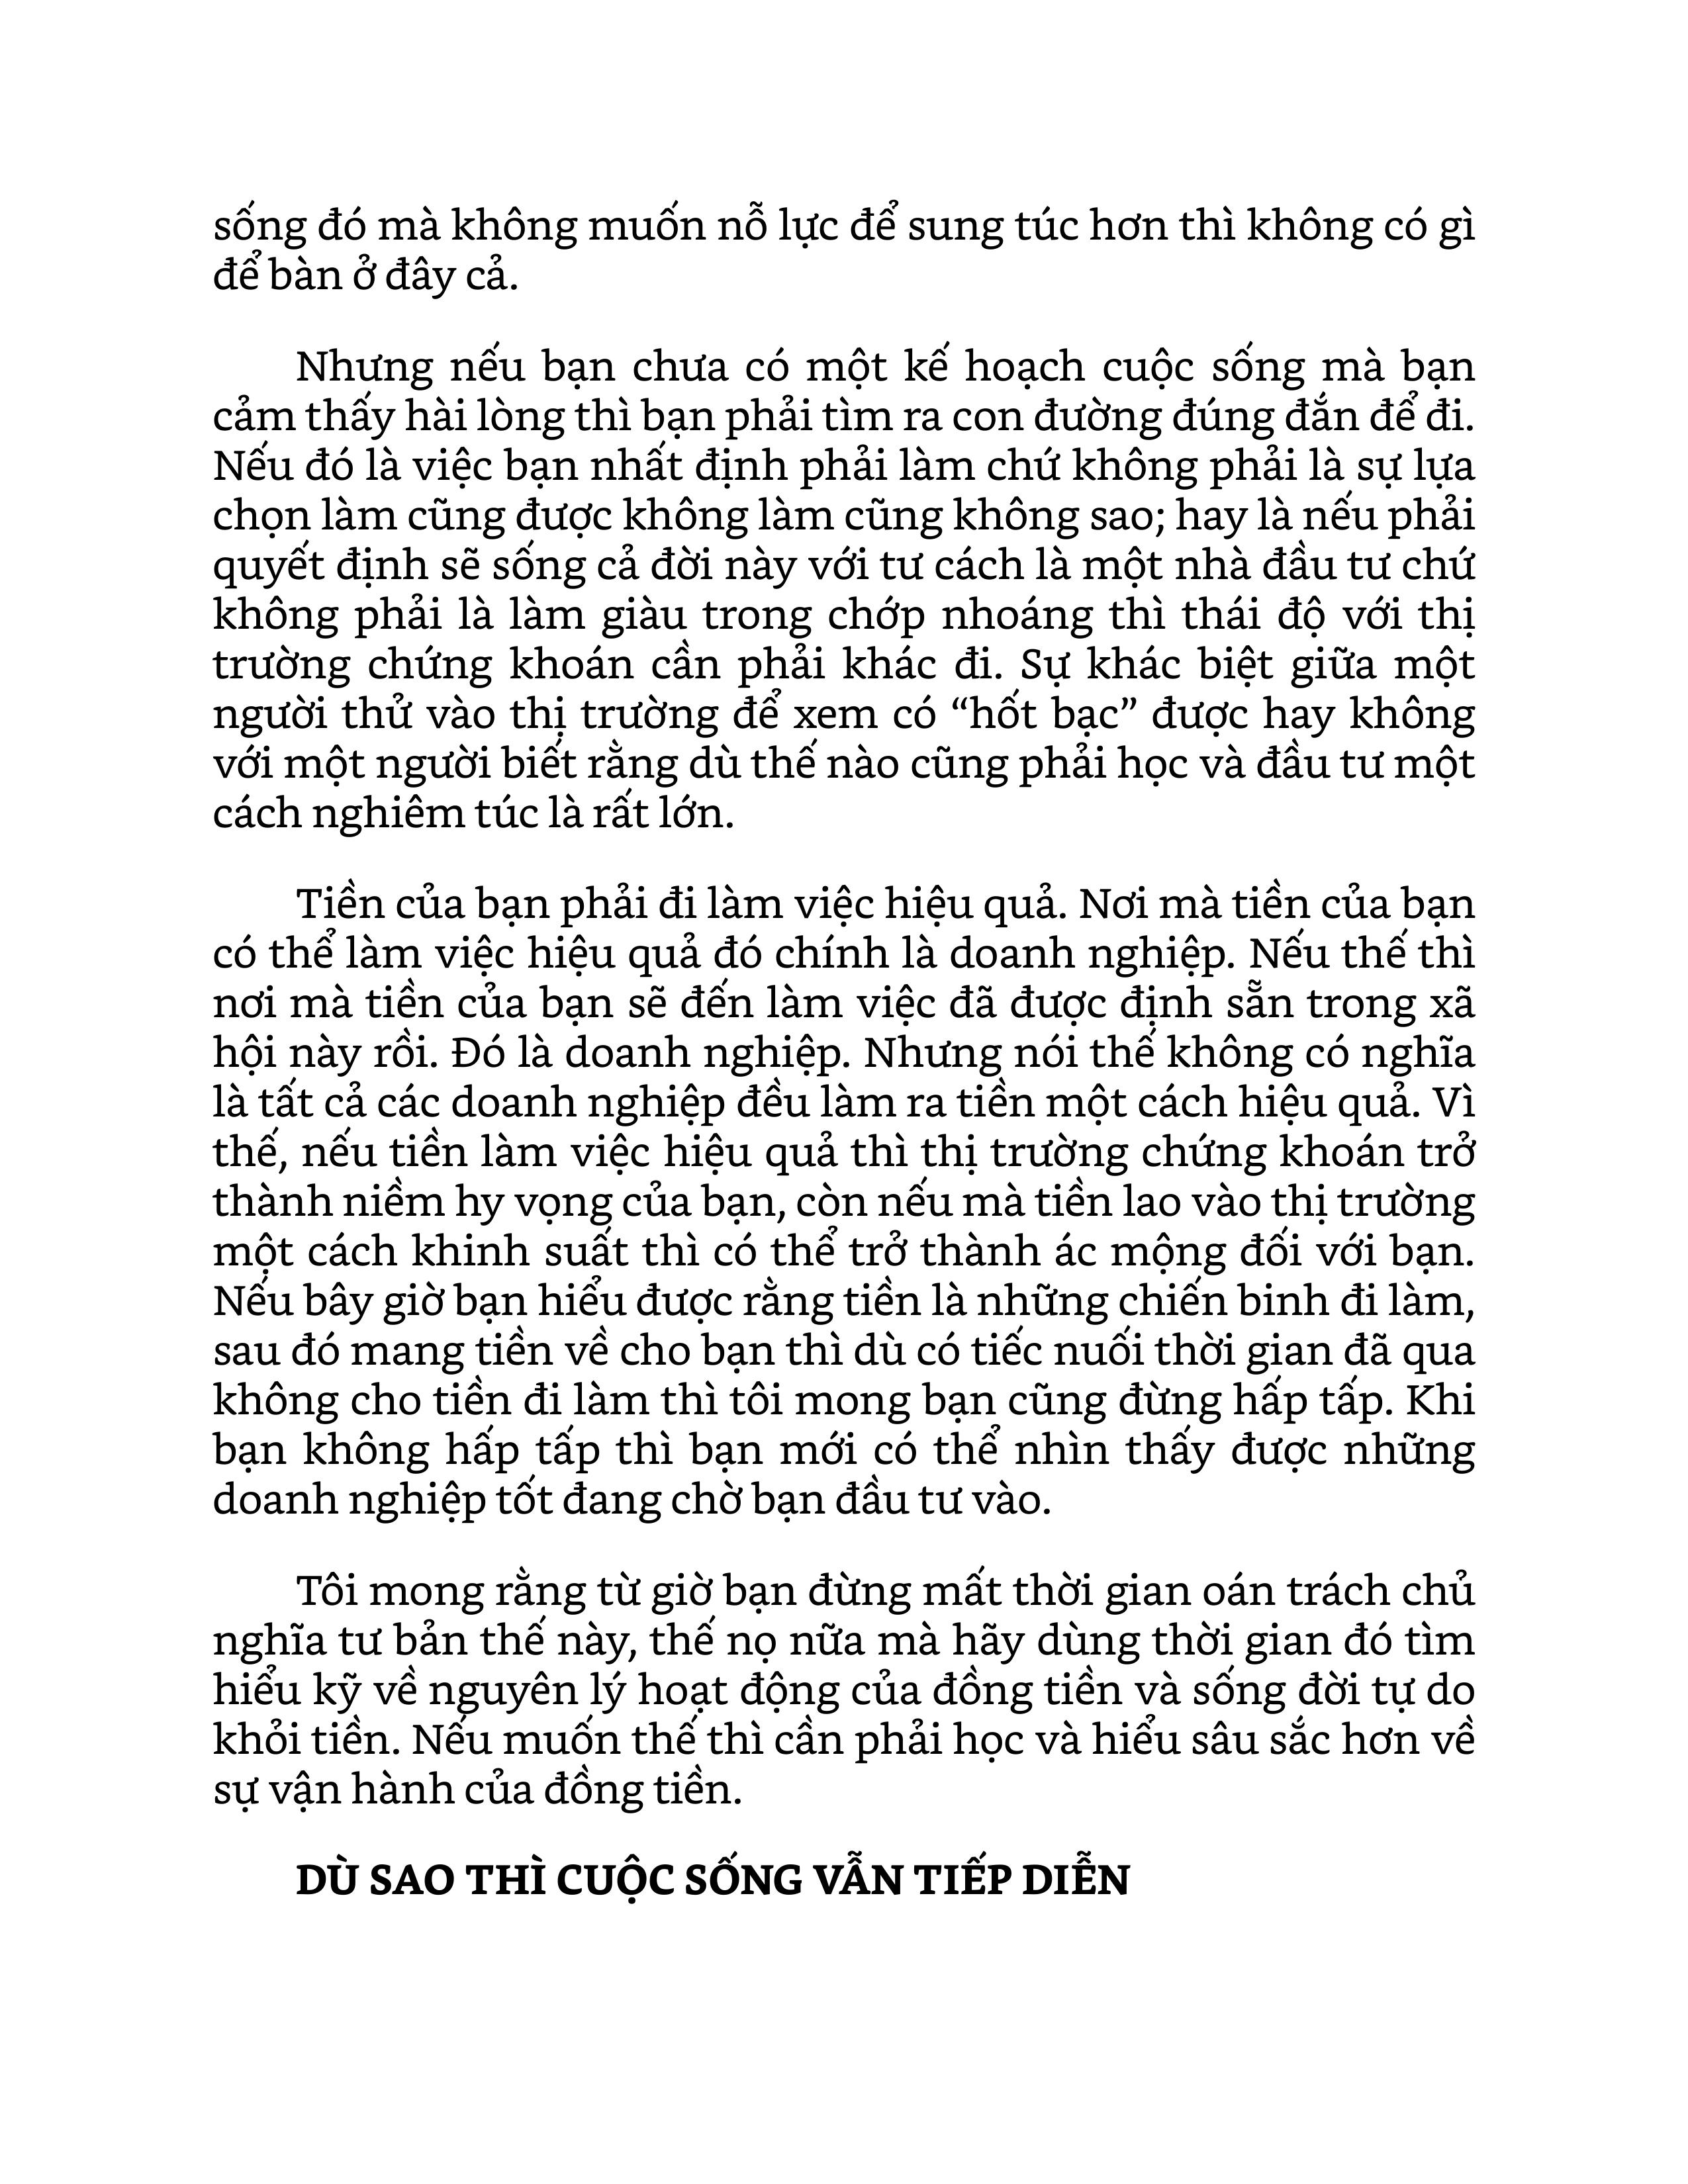 sống đó mà không muốn nỗ lực để sung túc hơn thì không có gì
để bàn ở đây cả.
Nhưng nếu bạn chưa có một kế hoạch cuộc sống mà bạn
cảm thấy hài lòng thì bạn phải tìm ra con đường đúng đắn để đi.
Nếu đó là việc bạn nhất định phải làm chứ không phải là sự lựa
chọn làm cũng được không làm cũng không sao; hay là nếu phải
quyết định sẽ sống cả đời này với tư cách là một nhà đầu tư chứ
không phải là làm giàu trong chớp nhoáng thì thái độ với thị
trường chứng khoán cần phải khác đi. Sự khác biệt giữa một
người thử vào thị trường để xem có “hốt bạc” được hay không
với một người biết rằng dù thế nào cũng phải học và đầu tư một
cách nghiêm túc là rất lớn.
Tiền của bạn phải đi làm việc hiệu quả. Nơi mà tiền của bạn
có thể làm việc hiệu quả đó chính là doanh nghiệp. Nếu thế thì
nơi mà tiền của bạn sẽ đến làm việc đã được định sẵn trong xã
hội này rồi. Đó là doanh nghiệp. Nhưng nói thế không có nghĩa
là tất cả các doanh nghiệp đều làm ra tiền một cách hiệu quả. Vì
thế, nếu tiền làm việc hiệu quả thì thị trường chứng khoán trở
thành niềm hy vọng của bạn, còn nếu mà tiền lao vào thị trường
một cách khinh suất thì có thể trở thành ác mộng đối với bạn.
Nếu bây giờ bạn hiểu được rằng tiền là những chiến binh đi làm,
sau đó mang tiền về cho bạn thì dù có tiếc nuối thời gian đã qua
không cho tiền đi làm thì tôi mong bạn cũng đừng hấp tấp. Khi
bạn không hấp tấp thì bạn mới có thể nhìn thấy được những
doanh nghiệp tốt đang chờ bạn đầu tư vào.
Tôi mong rằng từ giờ bạn đừng mất thời gian oán trách chủ
nghĩa tư bản thế này, thế nọ nữa mà hãy dùng thời gian đó tìm
hiểu kỹ về nguyên lý hoạt động của đồng tiền và sống đời tự do
khỏi tiền. Nếu muốn thế thì cần phải học và hiểu sâu sắc hơn về
sự vận hành của đồng tiền.
DÙ SAO THÌ CUỘC SỐNG VẪN TIẾP DIỄN